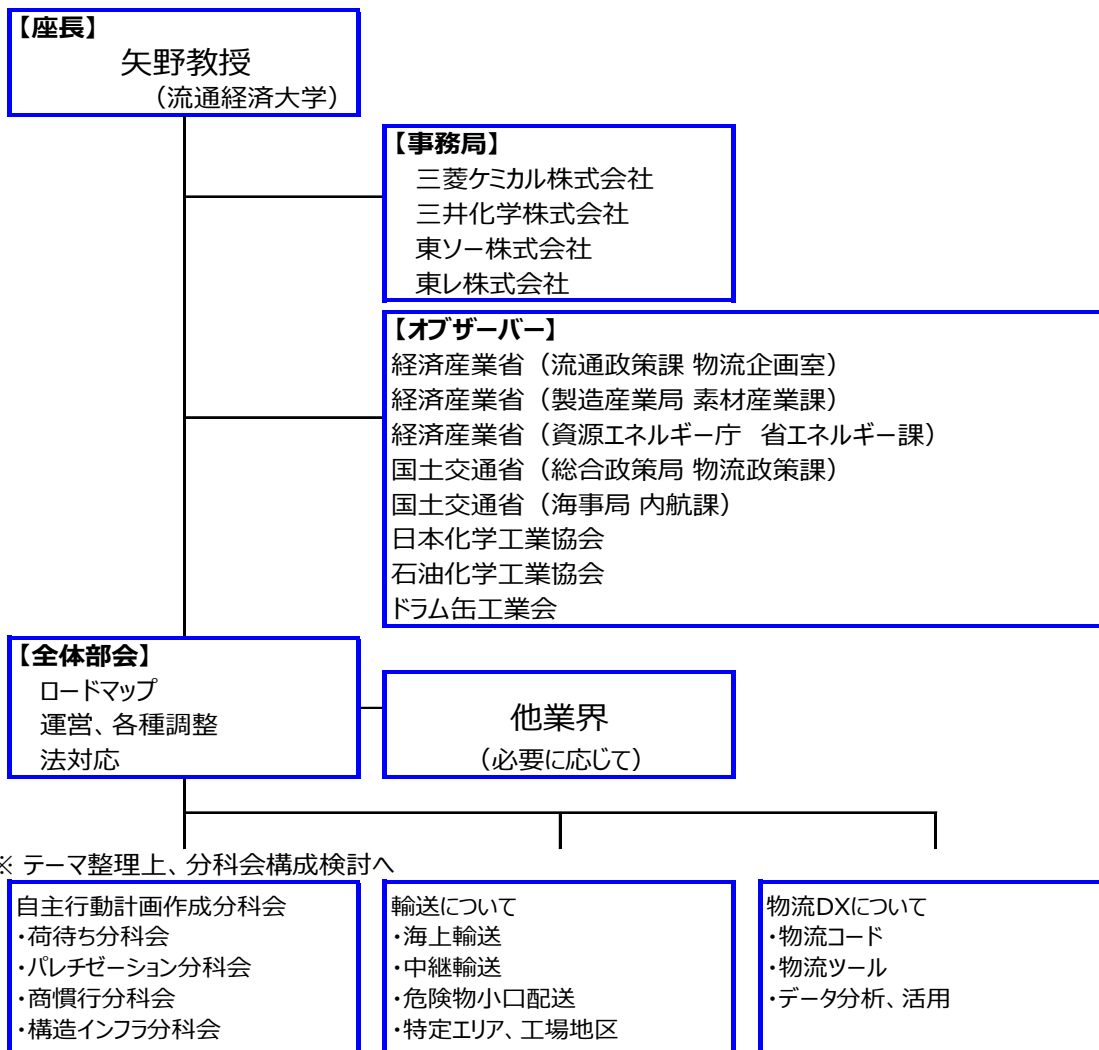 【座長】
矢野教授
（流通経済大学）
【事務局】
三菱ケミカル株式会社
三井化学株式会社
東ソー株式会社
東レ株式会社
【オブザーバー】
経済産業省（流通政策課 物流企画室）
経済産業省（製造産業局 素材産業課）
経済産業省（資源エネルギー庁　省エネルギー課）
国土交通省（総合政策局 物流政策課）
国土交通省（海事局 内航課）
日本化学工業協会
石油化学工業協会
ドラム缶工業会
【全体部会】
ロードマップ
運営、各種調整
法対応
他業界
（必要に応じて）
※ テーマ整理上、分科会構成検討へ
自主行動計画作成分科会
・荷待ち分科会
・パレチゼーション分科会
・商慣行分科会
・構造インフラ分科会
輸送について
・海上輸送
・中継輸送
・危険物小口配送
・特定エリア、工場地区
物流DXについて
・物流コード
・物流ツール
・データ分析、活用